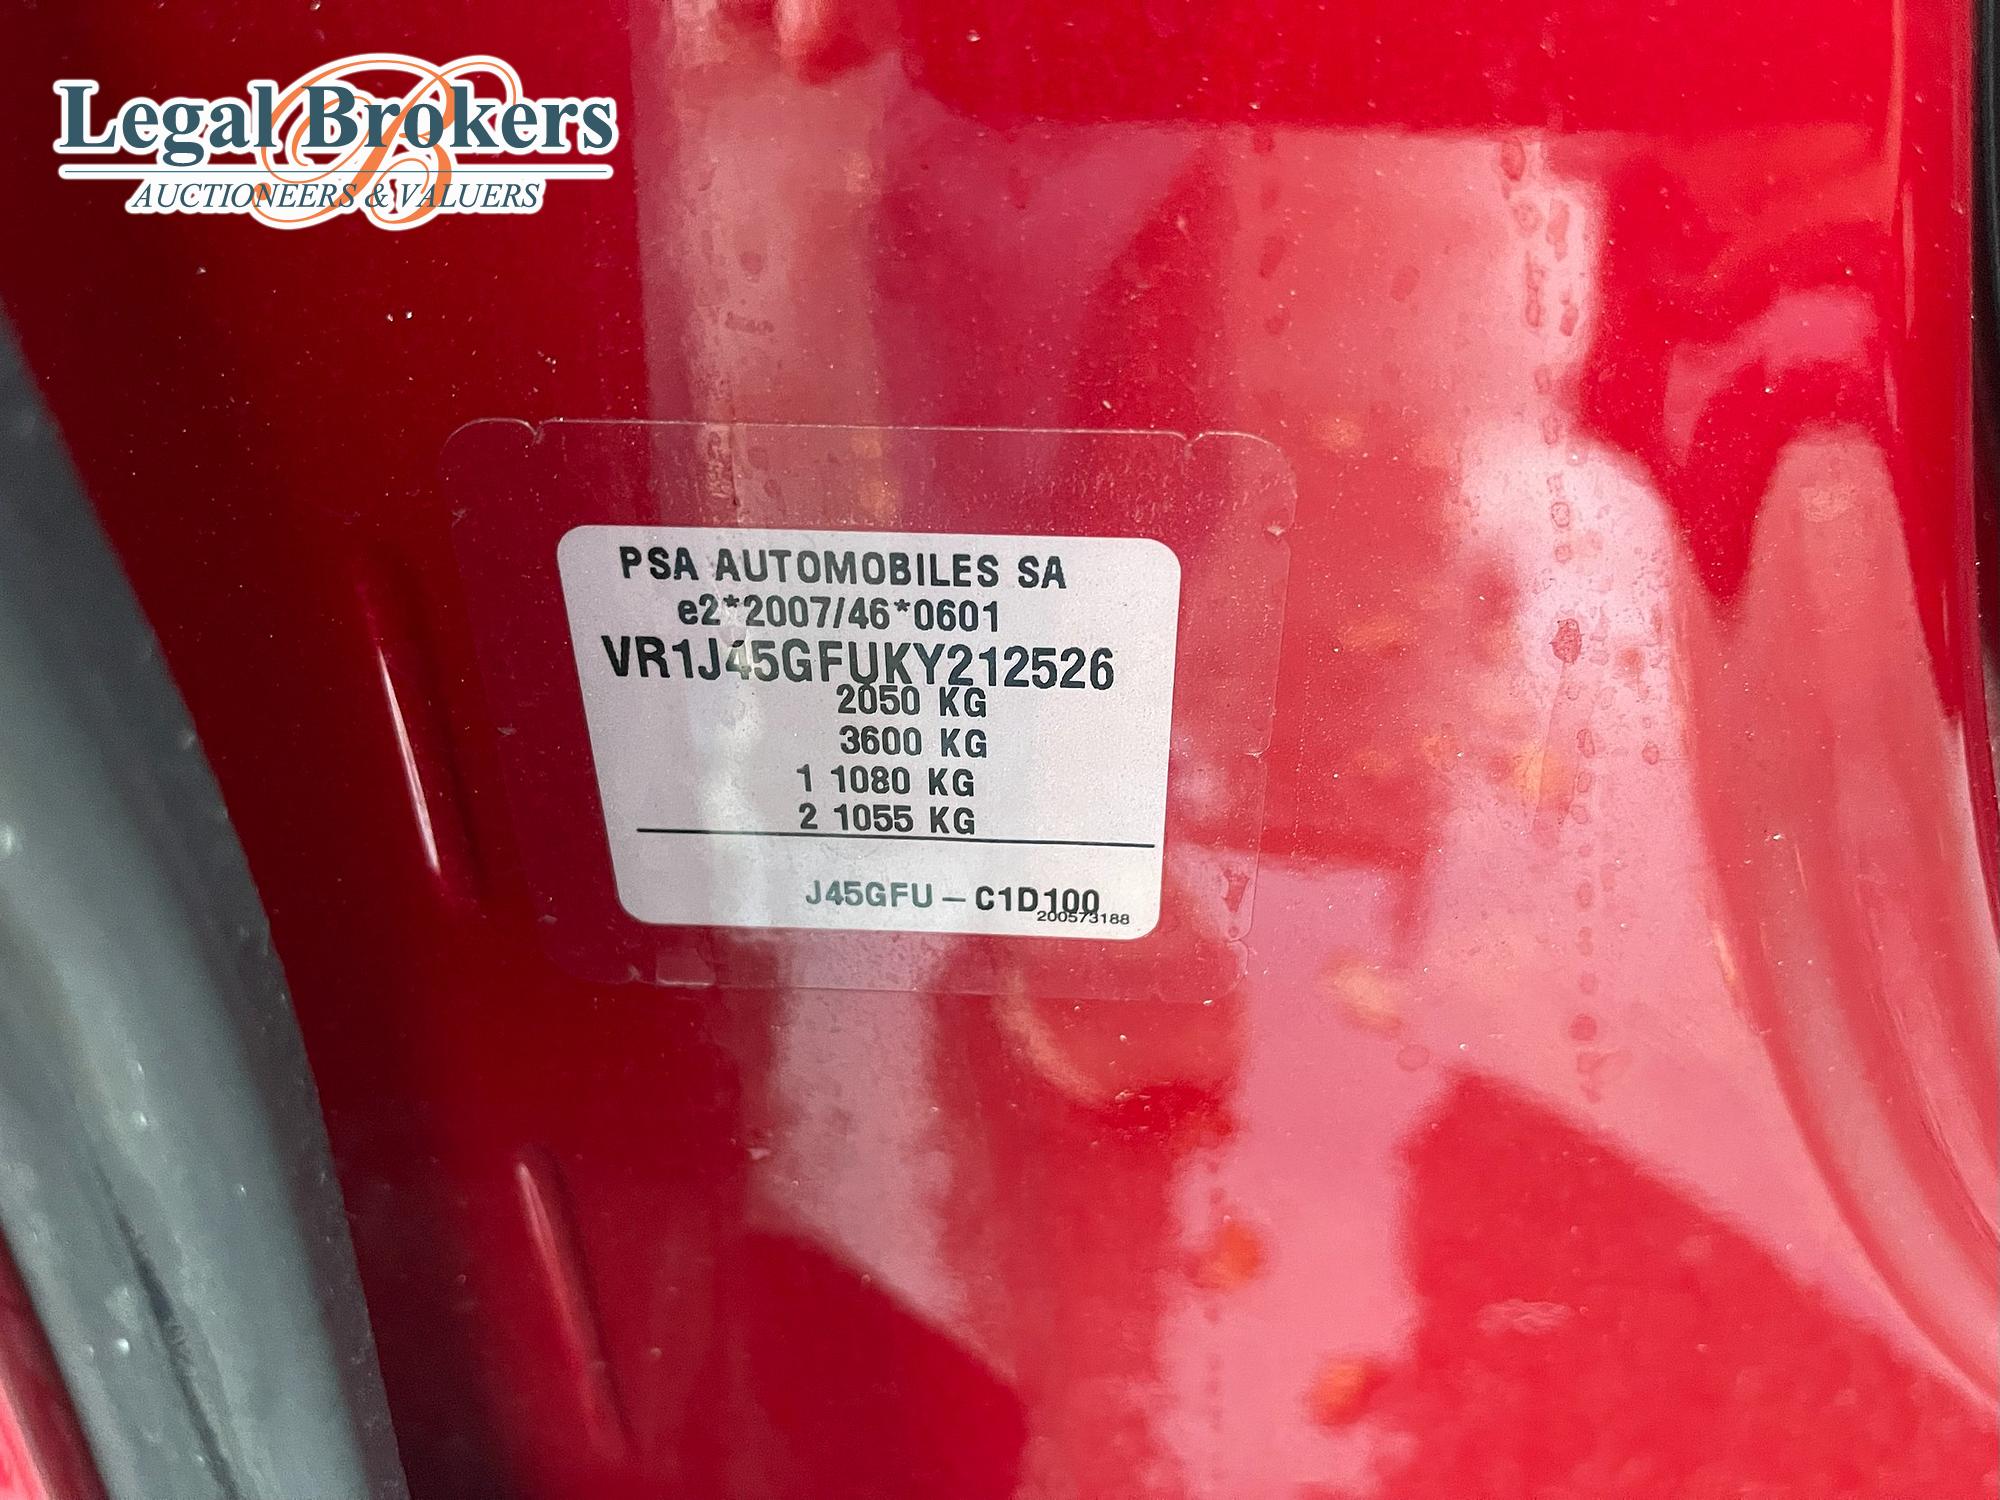 Legal Brokers
AUCTIONEERS & VALUERS
PSA AUTOMOBILES SA
e2*2007/46*0601
VR1J45GFUKY212526
2050 KG
3600 KG
1 1080 KG
2 1055 KG
J45GFU – C1D100
200573188